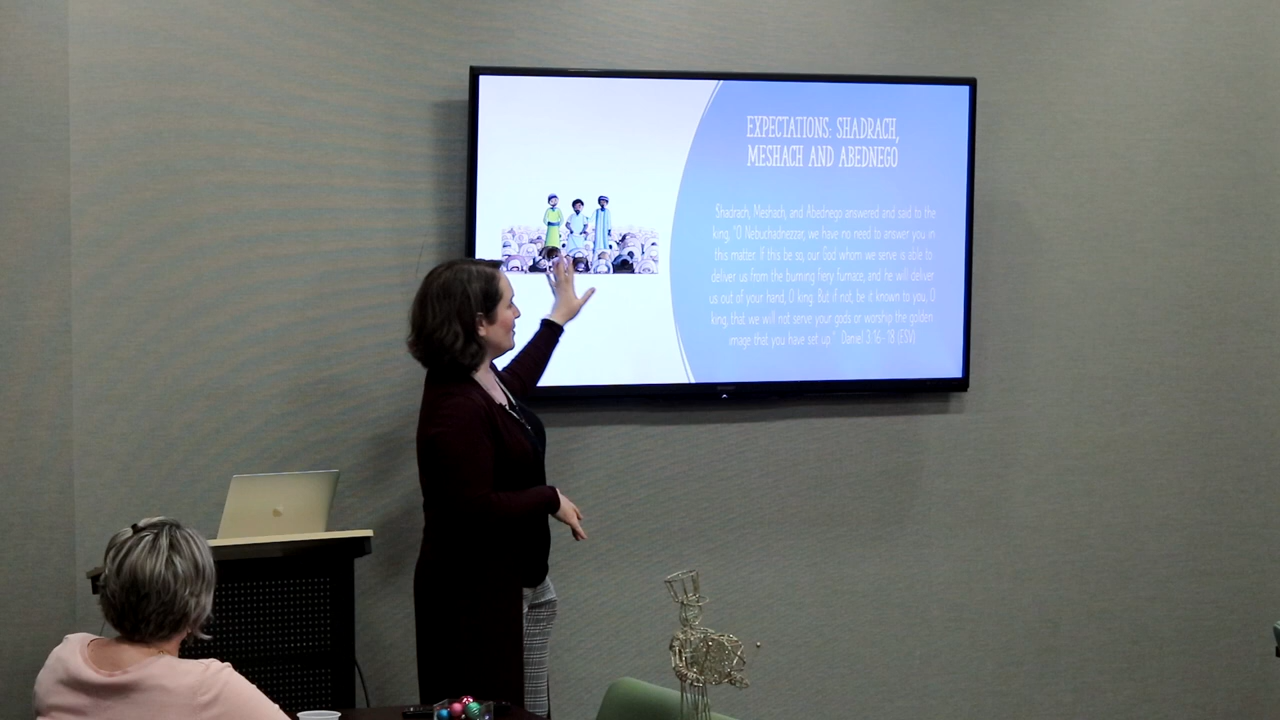 EXPECTATIONS: SHADRACH,
MESHACH AND ABEDNEGO
Shadrach, Meshach, and Abednego answered and said to the
king, "O Nebuchadnezzar, we have no need to answer you in
this matter. If this be so, our God whom we serve is able to
deliver us from the burning fiery furnace, and he will deliver
us out of your hand, O king. But if not, be it known to you, O
king, that we will not serve your gods or worship the golden
image that you have set up." Daniel 3:16-18 (ESV)